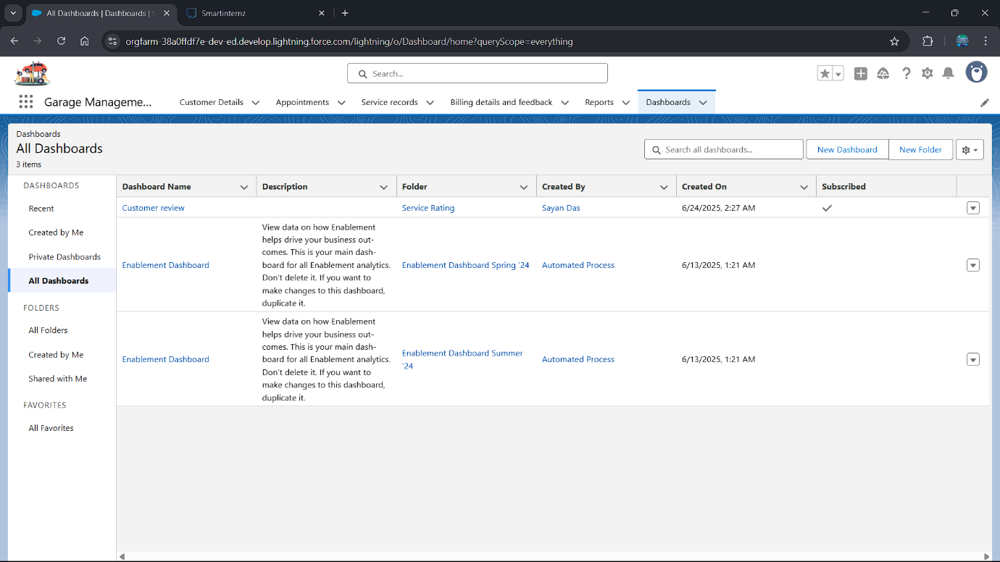 All Dashboards | Dashboards | S
Smartinternz
orgfarm-38a0ffdf7e-dev-ed.develop.lightning.force.com/lightning/o/Dashboard/home?queryScope=everything
Search...
Garage Manageme...
Customer Details
Appointments
Service records
Billing details and feedback
Reports
Dashboards
Dashboards
All Dashboards
3 items
Search all dashboards...
New Dashboard
New Folder
DASHBOARDS
Recent
Created by Me
Private Dashboards
All Dashboards
FOLDERS
All Folders
Created by Me
Shared with Me
FAVORITES
All Favorites
Dashboard Name
Description
Folder
Created By
Created On
Subscribed
Customer review
Service Rating
Sayan Das
6/24/2025, 2:27 AM
Enablement Dashboard
View data on how Enablement
helps drive your business out-
comes. This is your main dash-
board for all Enablement analytics.
Don't delete it. If you want to
make changes to this dashboard,
duplicate it.
Enablement Dashboard Spring '24
Automated Process
6/13/2025, 1:21 AM
Enablement Dashboard
View data on how Enablement
helps drive your business out-
comes. This is your main dash-
board for all Enablement analytics.
Don't delete it. If you want to
make changes to this dashboard,
duplicate it.
Enablement Dashboard Summer
'24
Automated Process
6/13/2025, 1:21 AM